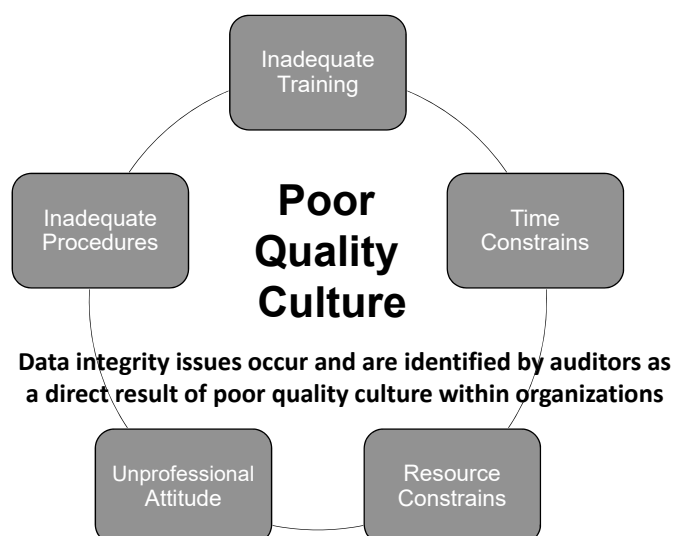 Inadequate
Training
Inadequate
Procedures
Poor
Quality
Culture
Time
Constrains
Data integrity issues occur and are identified by auditors as
a direct result of poor quality culture within organizations
Unprofessional
Attitude
Resource
Constrains